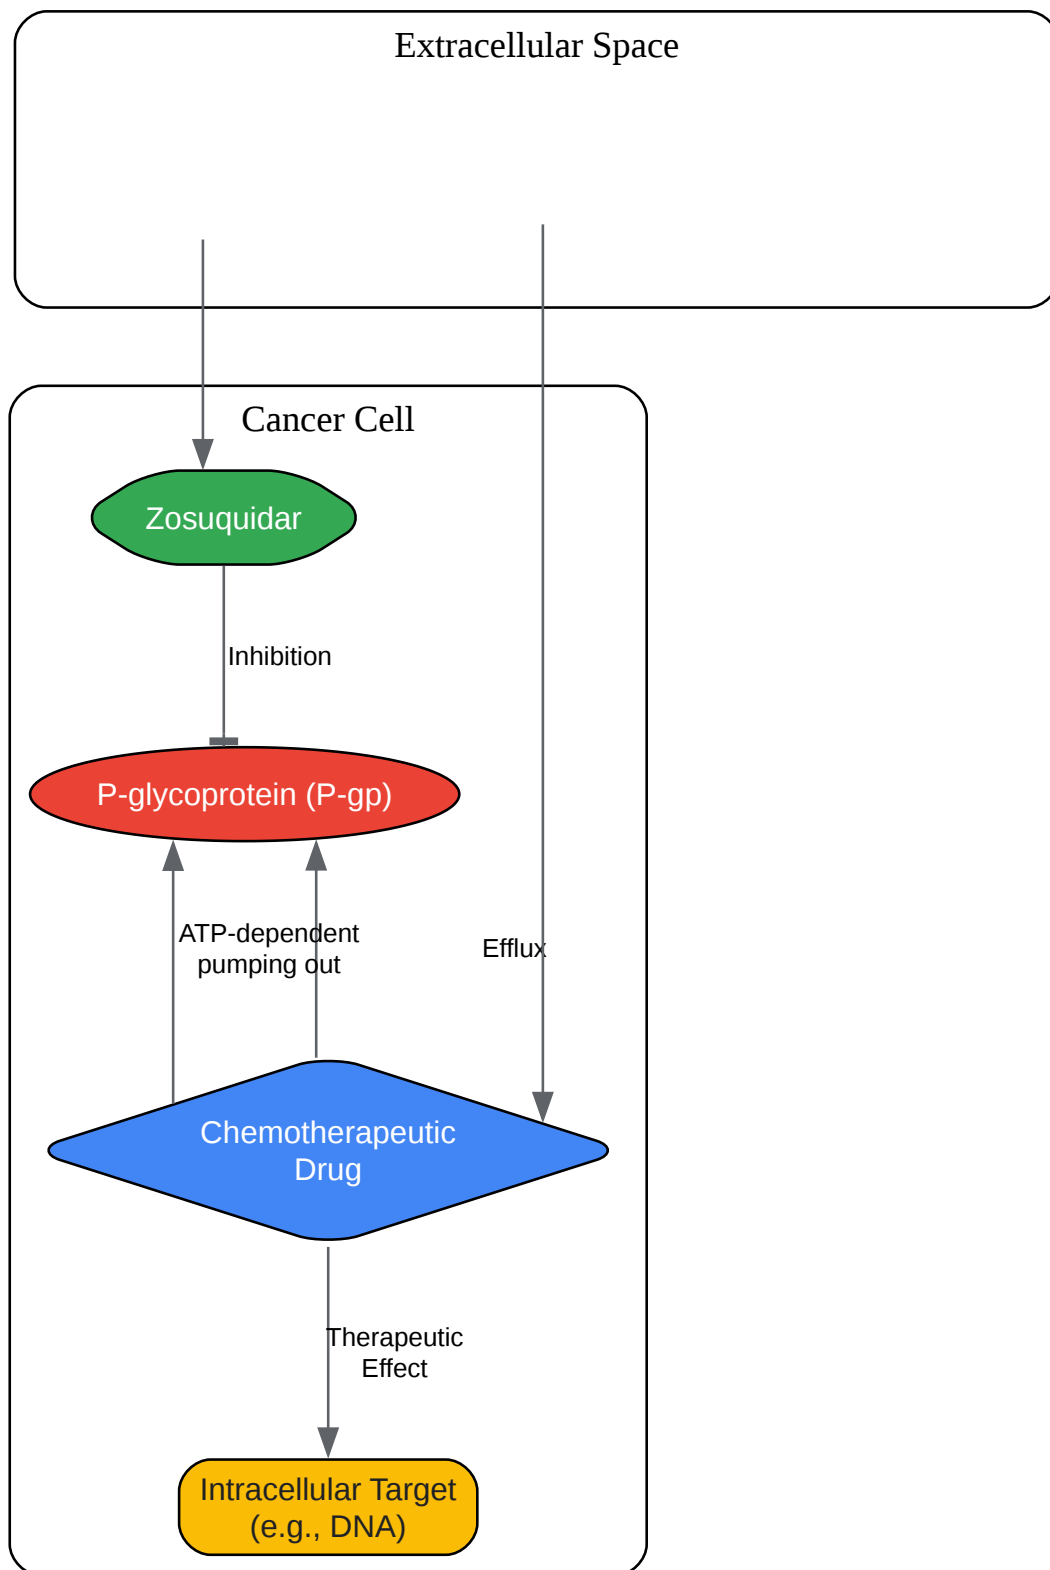 Extracellular Space
Cancer Cell
Zosuquidar
Inhibition
P-glycoprotein (P-gp)
ATP-dependent
pumping out
Efflux
Chemotherapeutic
Drug
Therapeutic
Effect
Intracellular Target
(e.g., DNA)